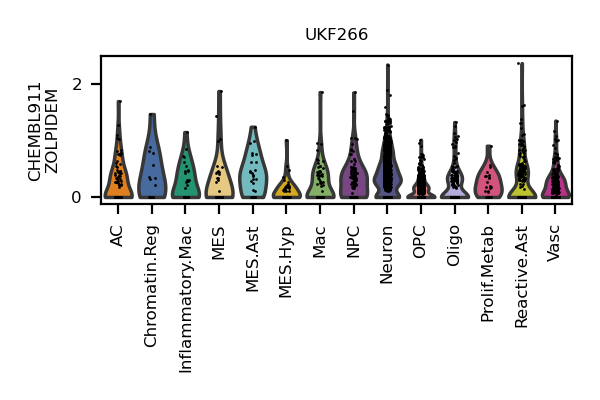 UKF266
CHEMBL911
ZOLPIDEM
2
0
AC
Chromatin.Reg
Inflammatory.Mac
MES
MES.Ast
MES.Hyp
Mac
NPC
Neuron
OPC
Oligo
Prolif.Metab
Reactive.Ast
Vasc